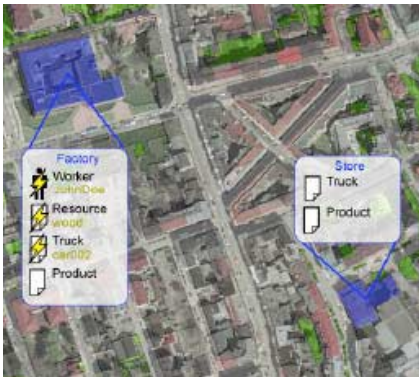 Factory
Worker
JohnDoe
Resource
wood
Truck
car002
Product
Store
Truck
Product